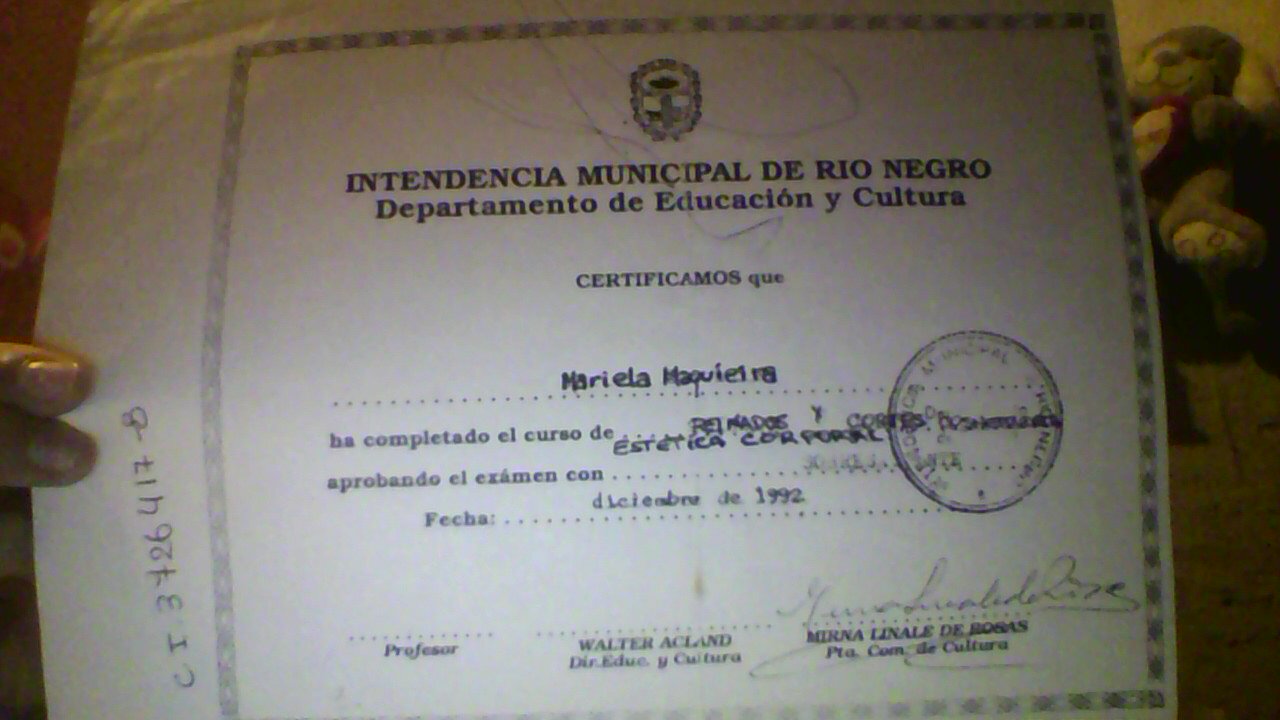 INTENDENCIA MUNICIPAL DE RIO NEGRO
Departamento de Educación y Cultura
CERTIFICAMOS que
Mariela Maquieira
ha completado el curso de PEINADOS Y CORTES,
ESTETICA CORPORAL
aprobando el exámen con
Fecha: diciembre de 1992
Profesor
WALTER ACLAND
Dir.Educ. y Cultura
MIRNA LINALE DE ROSAS
Pta. Com. de Cultura
MUNICIPAL
C I 3726417-8